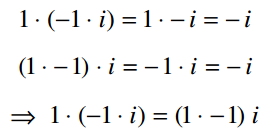 1 · (−1 · i) = 1 · −i = −i
(1 · −1) · i = −1 · i = −i
⇒ 1 · (−1 · i) = (1 · −1) i